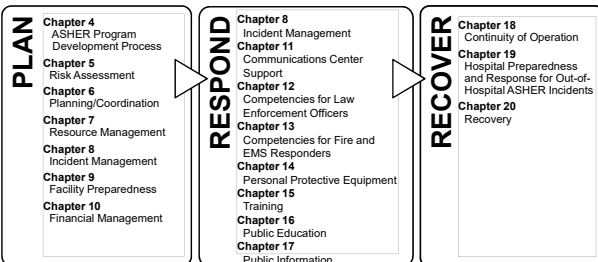 PLAN
Chapter 4
ASHER Program
Development Process
Chapter 5
Risk Assessment
Chapter 6
Planning/Coordination
Chapter 7
Resource Management
Chapter 8
Incident Management
Chapter 9
Facility Preparedness
Chapter 10
Financial Management
RESPOND
Chapter 8
Incident Management
Chapter 11
Communications Center
Support
Chapter 12
Competencies for Law
Enforcement Officers
Chapter 13
Competencies for Fire and
EMS Responders
Chapter 14
Personal Protective Equipment
Chapter 15
Training
Chapter 16
Public Education
Chapter 17
Public Information
RECOVER
Chapter 18
Continuity of Operation
Chapter 19
Hospital Preparedness
and Response for Out-of-
Hospital ASHER Incidents
Chapter 20
Recovery